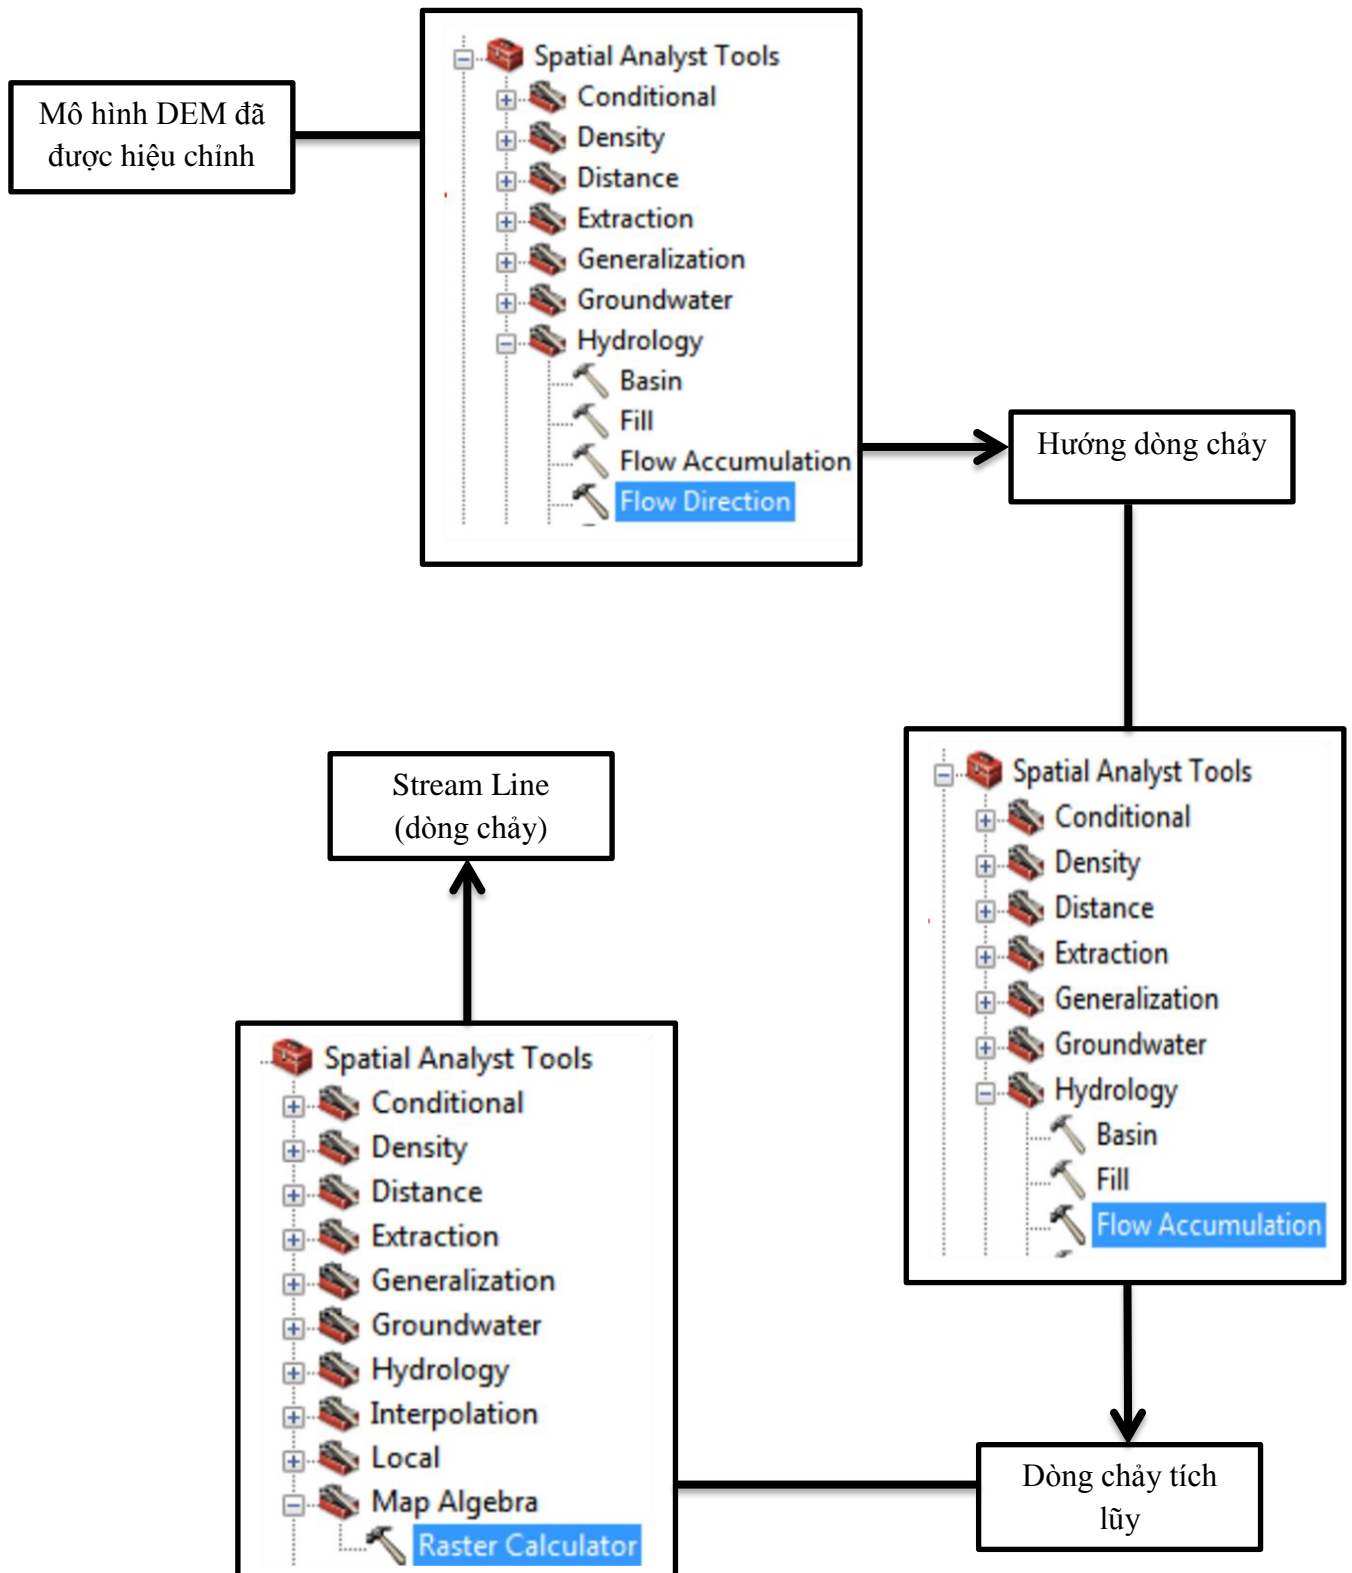 Mô hình DEM đã
được hiệu chỉnh
Spatial Analyst Tools
Conditional
Density
Distance
Extraction
Generalization
Groundwater
Hydrology
Basin
Fill
Flow Accumulation
Flow Direction
Hướng dòng chảy
Spatial Analyst Tools
Conditional
Density
Distance
Extraction
Generalization
Groundwater
Hydrology
Basin
Fill
Flow Accumulation
Dòng chảy tích
lũy
Spatial Analyst Tools
Conditional
Density
Distance
Extraction
Generalization
Groundwater
Hydrology
Interpolation
Local
Map Algebra
Raster Calculator
Stream Line
(dòng chảy)